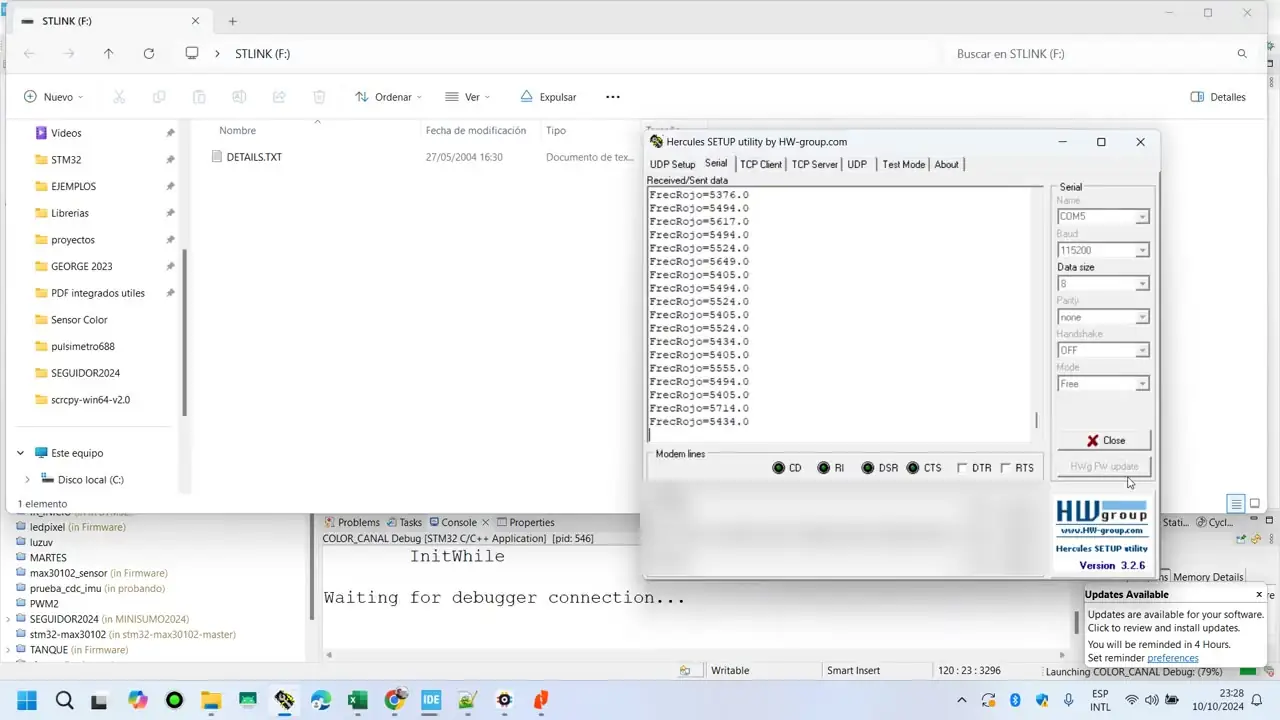 STLINK (F:)
STLINK (F:)
Buscar en STLINK (F:)
Nuevo
Ordenar
Ver
Expulsar
Detalles
Nombre
Fecha de modificación
Tipo
DETAILS.TXT
27/05/2004 16:30
Documento de tex...
Videos
STM32
EJEMPLOS
Librerias
proyectos
GEORGE 2023
PDF integrados utiles
Sensor Color
pulsimetro688
SEGUIDOR2024
scrcpy-win64-v2.0
Este equipo
Disco local (C:)
1 elemento
Hercules SETUP utility by HW-group.com
UDP Setup
Serial
TCP Client
TCP Server
UDP
Test Mode
About
Received/Sent data
FrecRojo=5376.0
FrecRojo=5494.0
FrecRojo=5617.0
FrecRojo=5494.0
FrecRojo=5524.0
FrecRojo=5649.0
FrecRojo=5405.0
FrecRojo=5494.0
FrecRojo=5524.0
FrecRojo=5405.0
FrecRojo=5524.0
FrecRojo=5434.0
FrecRojo=5405.0
FrecRojo=5555.0
FrecRojo=5494.0
FrecRojo=5405.0
FrecRojo=5714.0
FrecRojo=5434.0
Serial
Name
COM5
Baud
115200
Data size
8
Parity
none
Handshake
OFF
Mode
Free
Close
HWg FW update
Modem lines
CD
RI
DSR
CTS
DTR
RTS
HWgroup
www.HW-group.com
Hercules SETUP utility
Version 3.2.6
ledpixel (in Firmware)
luzuv
MARTES
max30102_sensor (in Firmware)
prueba_cdc_imu (in probando)
PWM2
SEGUIDOR2024 (in MINISUMO2024)
stm32-max30102 (in stm32-max30102-master)
TANQUE (in Firmware)
Problems
Tasks
Console
Properties
COLOR_CANAL Debug [STM32 C/C++ Application] [pid: 546]
InitWhile
Waiting for debugger connection...
Stati...
Cycl...
Memory Details
Updates Available
Updates are available for your software.
Click to review and install updates.
You will be reminded in 4 Hours.
Set reminder preferences
Writable
Smart Insert
120 : 23 : 3296
Launching COLOR_CANAL Debug: (79%)
IDE
ESP
INTL
23:28
10/10/2024